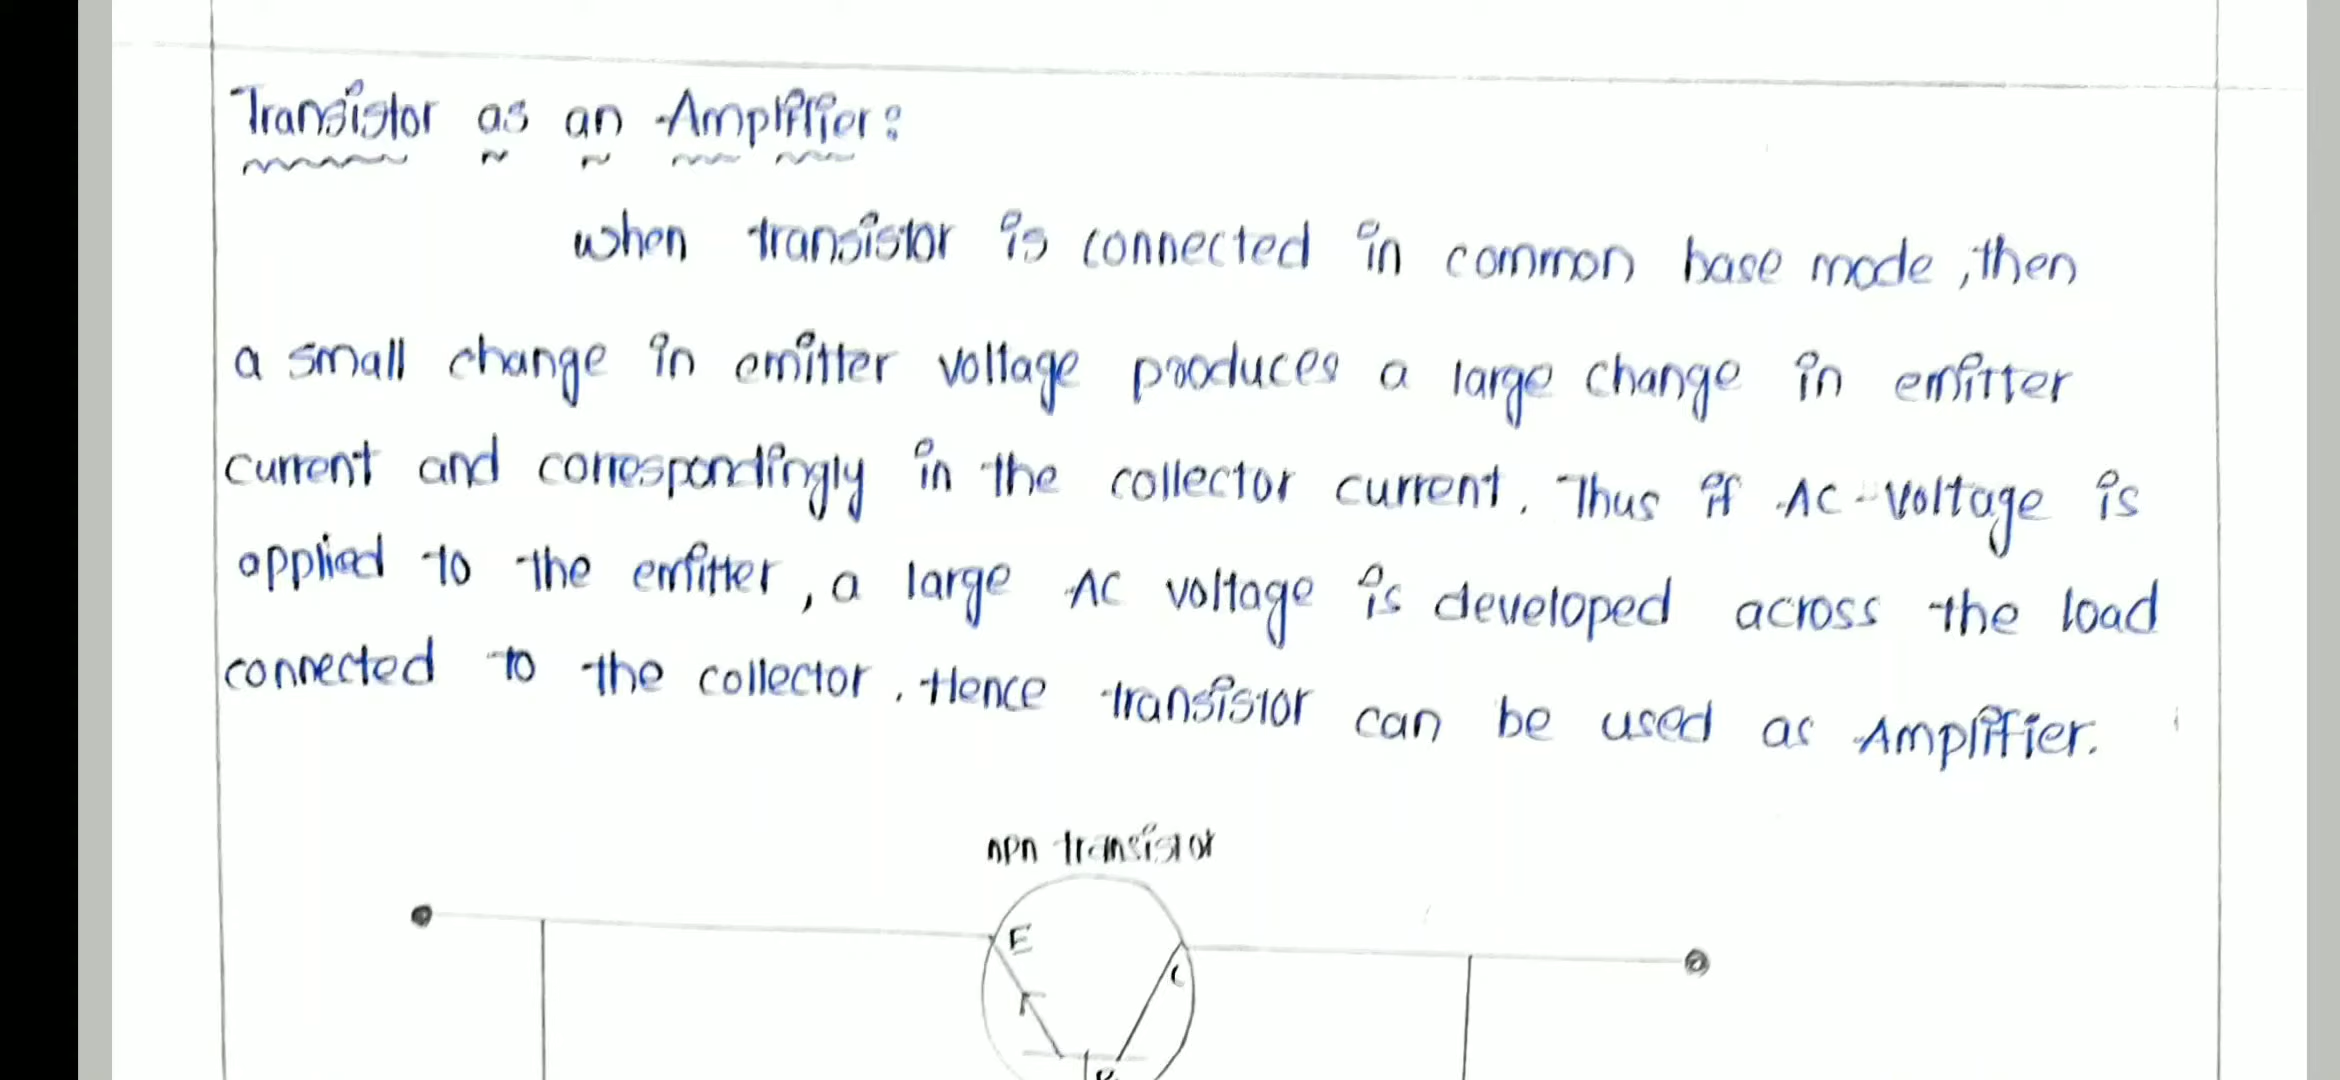 Transistor as an Amplifier:
when transistor is connected in common base mode, then
a small change in emitter voltage produces a large change in emitter
current and correspondingly in the collector current. Thus if AC-Voltage is
applied to the emitter, a large AC voltage is developed across the load
connected to the collector. Hence transistor can be used as Amplifier.
npn transistor
E
C